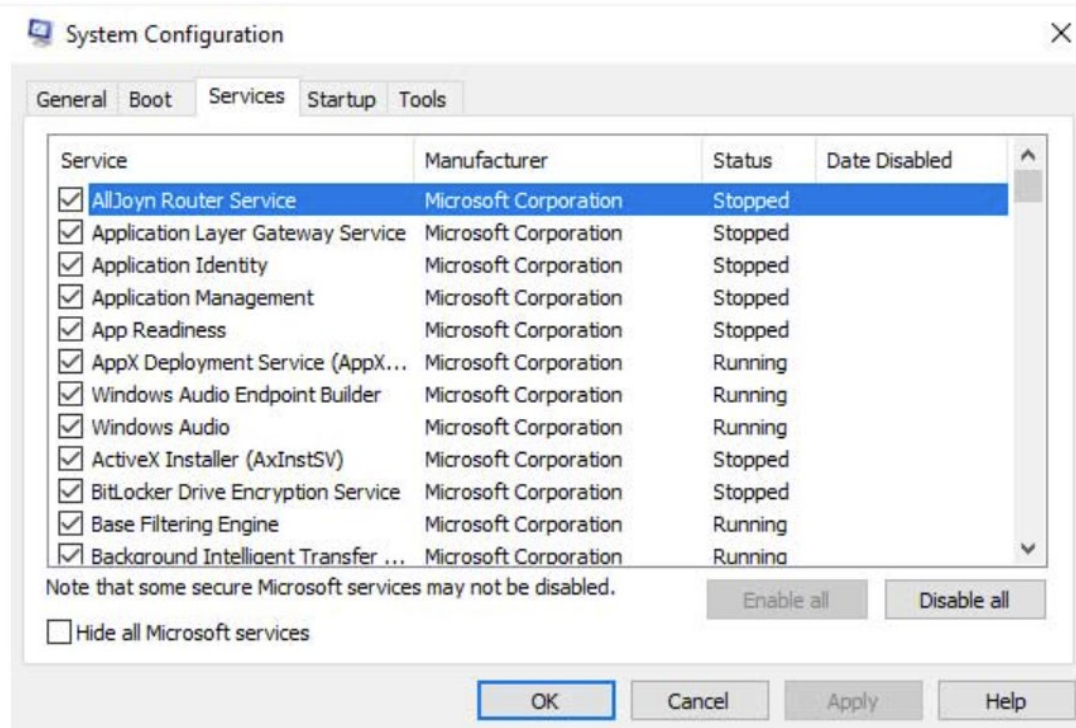 System Configuration
General Boot Services Startup Tools
Service Manufacturer Status Date Disabled
AllJoyn Router Service Microsoft Corporation Stopped
Application Layer Gateway Service Microsoft Corporation Stopped
Application Identity Microsoft Corporation Stopped
Application Management Microsoft Corporation Stopped
App Readiness Microsoft Corporation Stopped
AppX Deployment Service (AppX... Microsoft Corporation Running
Windows Audio Endpoint Builder Microsoft Corporation Running
Windows Audio Microsoft Corporation Running
ActiveX Installer (AxInstSV) Microsoft Corporation Stopped
BitLocker Drive Encryption Service Microsoft Corporation Stopped
Base Filtering Engine Microsoft Corporation Running
Background Intelligent Transfer ... Microsoft Corporation Running
Note that some secure Microsoft services may not be disabled.
Enable all Disable all
Hide all Microsoft services
OK Cancel Apply Help